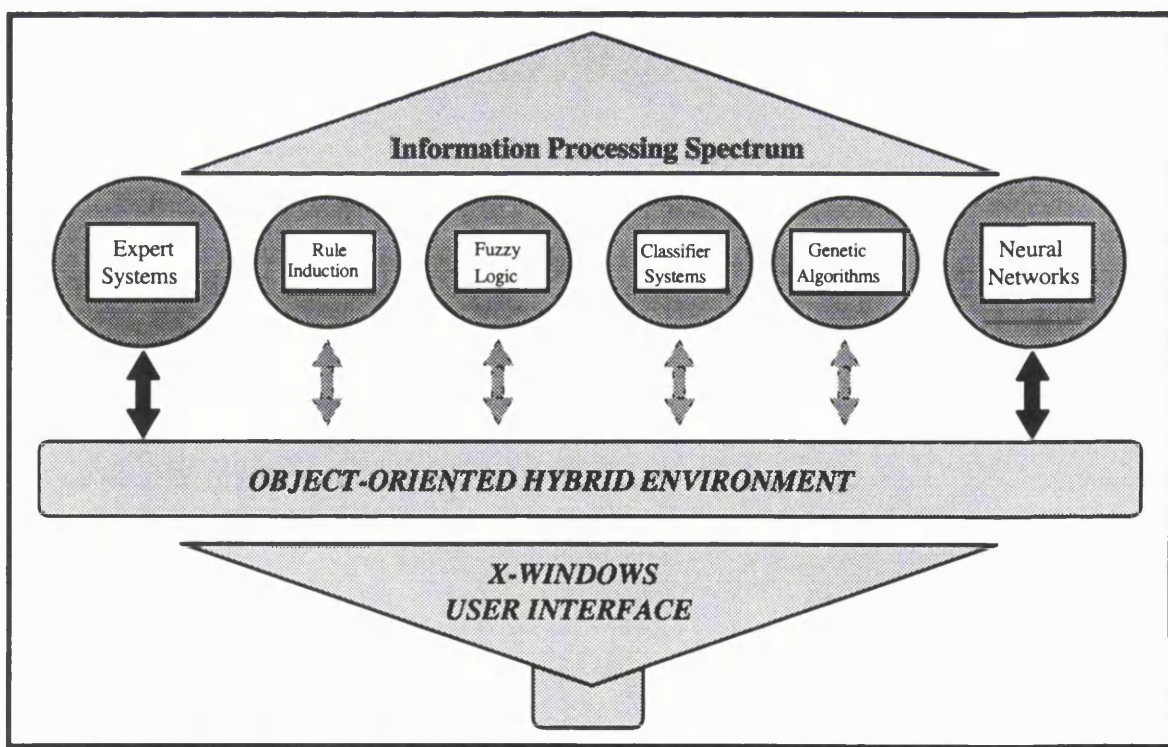 Information Processing Spectrum
Expert
Systems
Rule
Induction
Fuzzy
Logic
Classifier
Systems
Genetic
Algorithms
Neural
Networks
OBJECT-ORIENTED HYBRID ENVIRONMENT
X-WINDOWS
USER INTERFACE